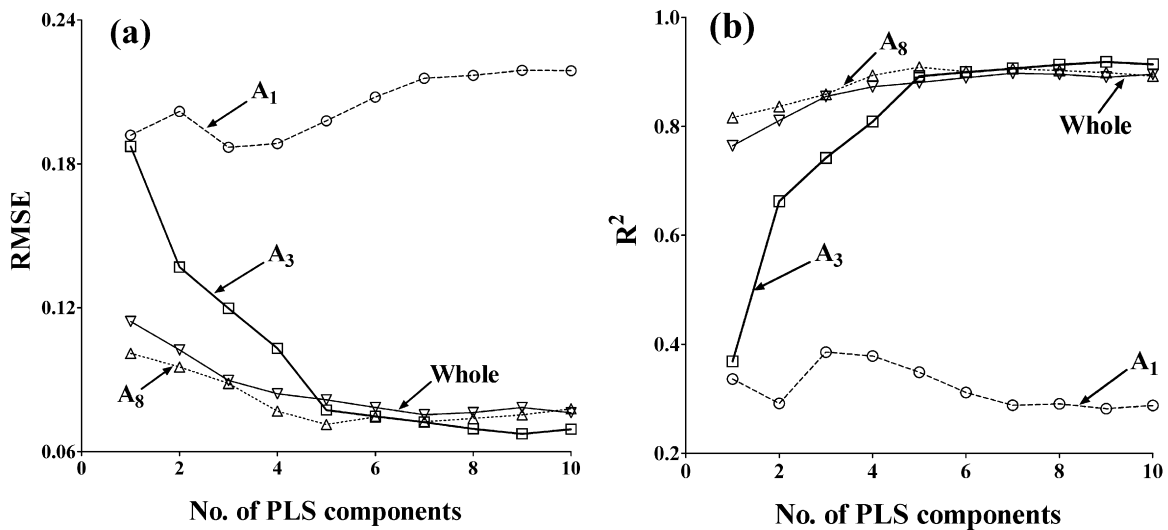 (a)
0.24
0.18
0.12
0.06
RMSE
A1
A3
A8
Whole
0 2 4 6 8 10
No. of PLS components
(b)
1.0
0.8
0.6
0.4
0.2
R2
A8
Whole
A3
A1
0 2 4 6 8 10
No. of PLS components